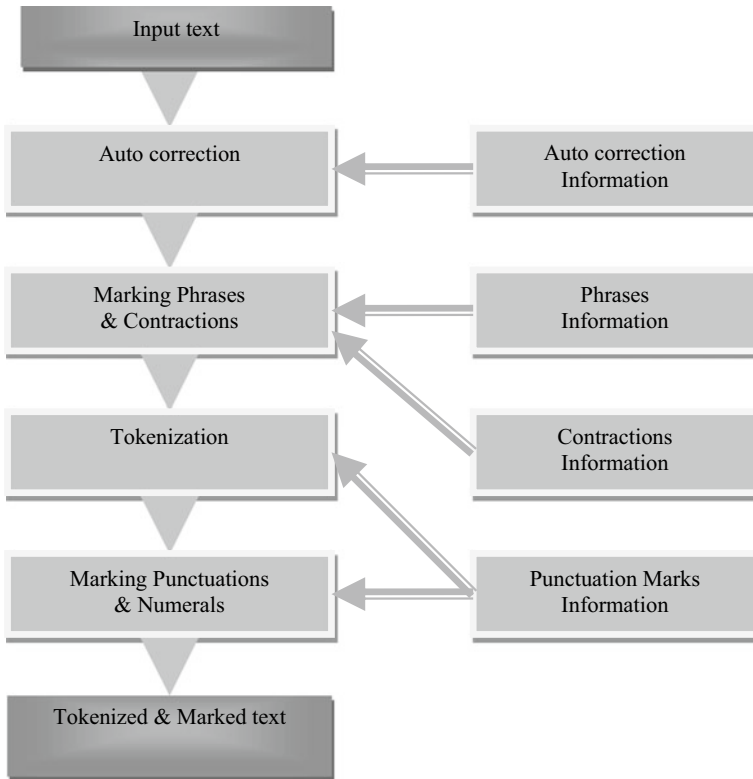 Input text
Auto correction
Auto correction
Information
Marking Phrases
& Contractions
Phrases
Information
Tokenization
Contractions
Information
Marking Punctuations
& Numerals
Punctuation Marks
Information
Tokenized & Marked text